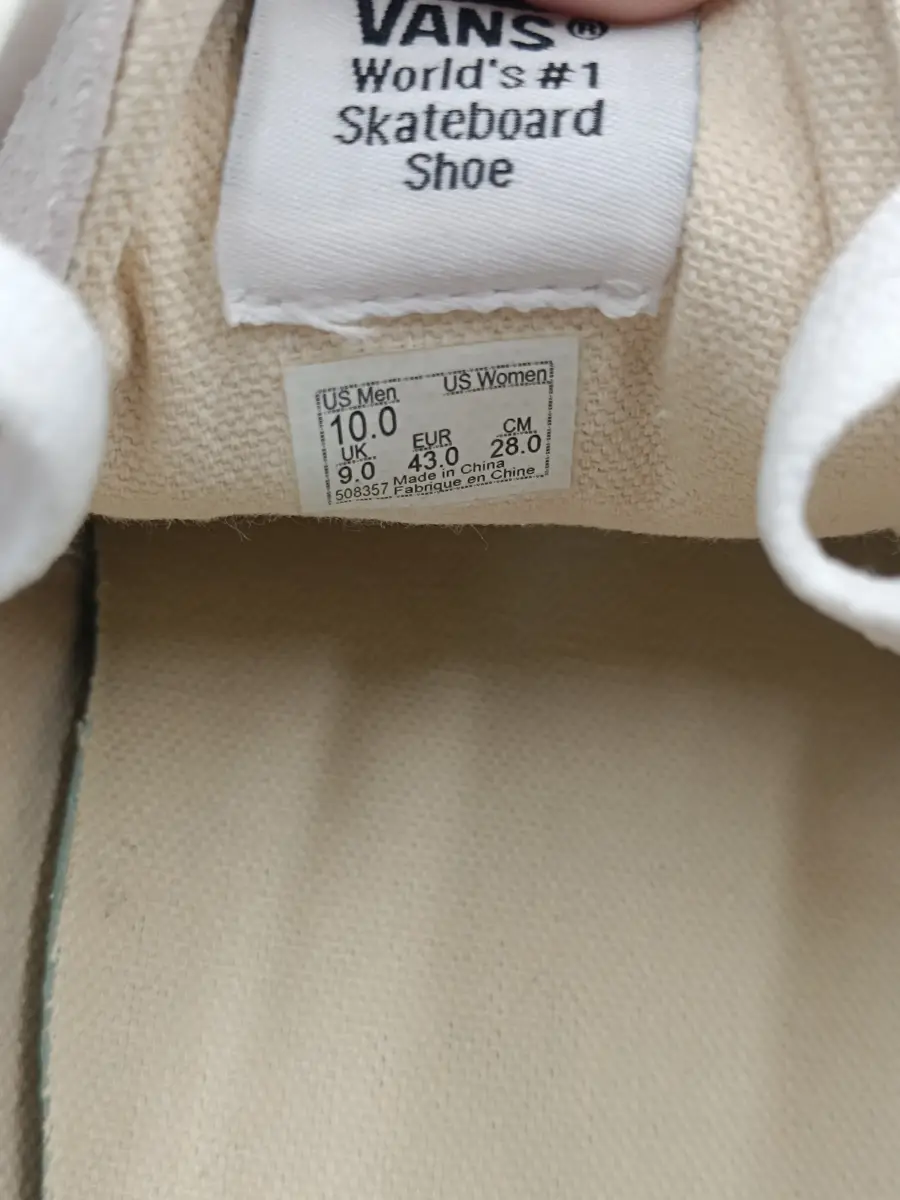 VANS®
World's #1
Skateboard
Shoe
US Men US Women
10.0
UK EUR CM
9.0 43.0 28.0
508357 Made in China
Fabrique en Chine